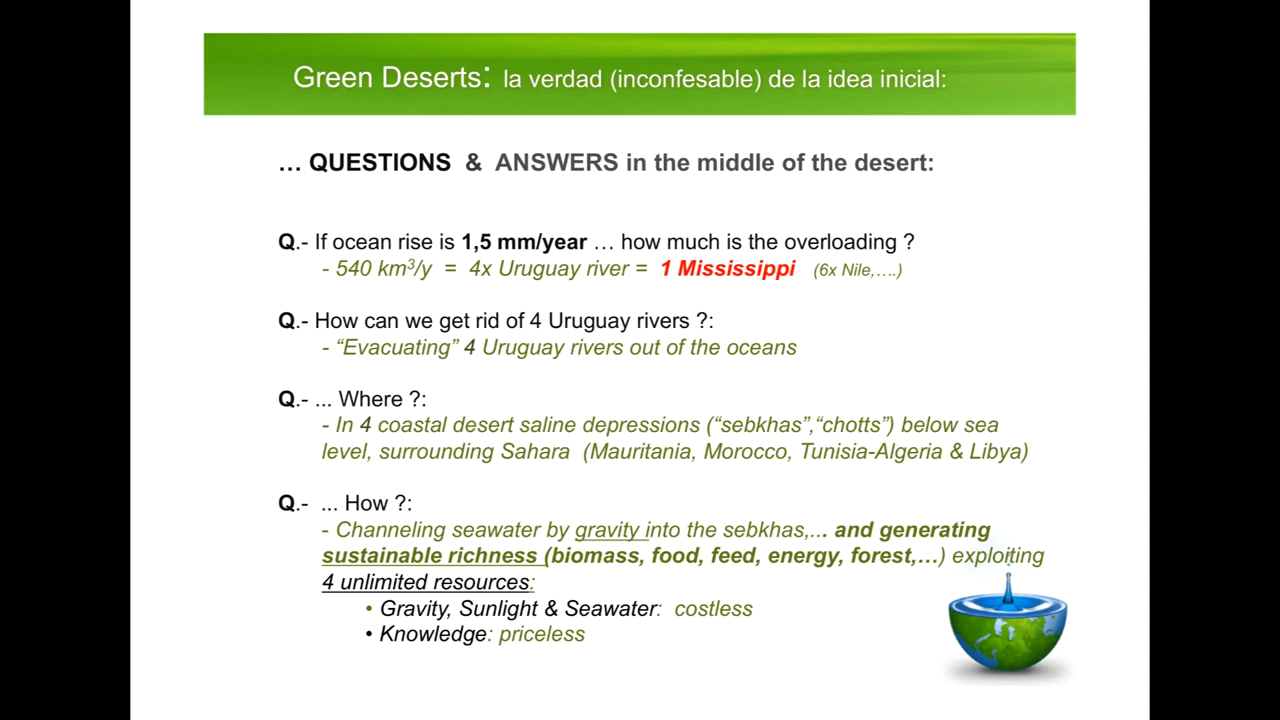 Green Deserts: la verdad (inconfesable) de la idea inicial:
… QUESTIONS & ANSWERS in the middle of the desert:
Q.- If ocean rise is 1,5 mm/year … how much is the overloading ?
- 540 km³/y = 4x Uruguay river = 1 Mississippi (6x Nile,….)
Q.- How can we get rid of 4 Uruguay rivers ?:
- “Evacuating” 4 Uruguay rivers out of the oceans
Q.- ... Where ?:
- In 4 coastal desert saline depressions (“sebkhas”,“chotts”) below sea
level, surrounding Sahara (Mauritania, Morocco, Tunisia-Algeria & Libya)
Q.- ... How ?:
- Channeling seawater by gravity into the sebkhas,... and generating
sustainable richness (biomass, food, feed, energy, forest,…) exploiting
4 unlimited resources:
• Gravity, Sunlight & Seawater: costless
• Knowledge: priceless